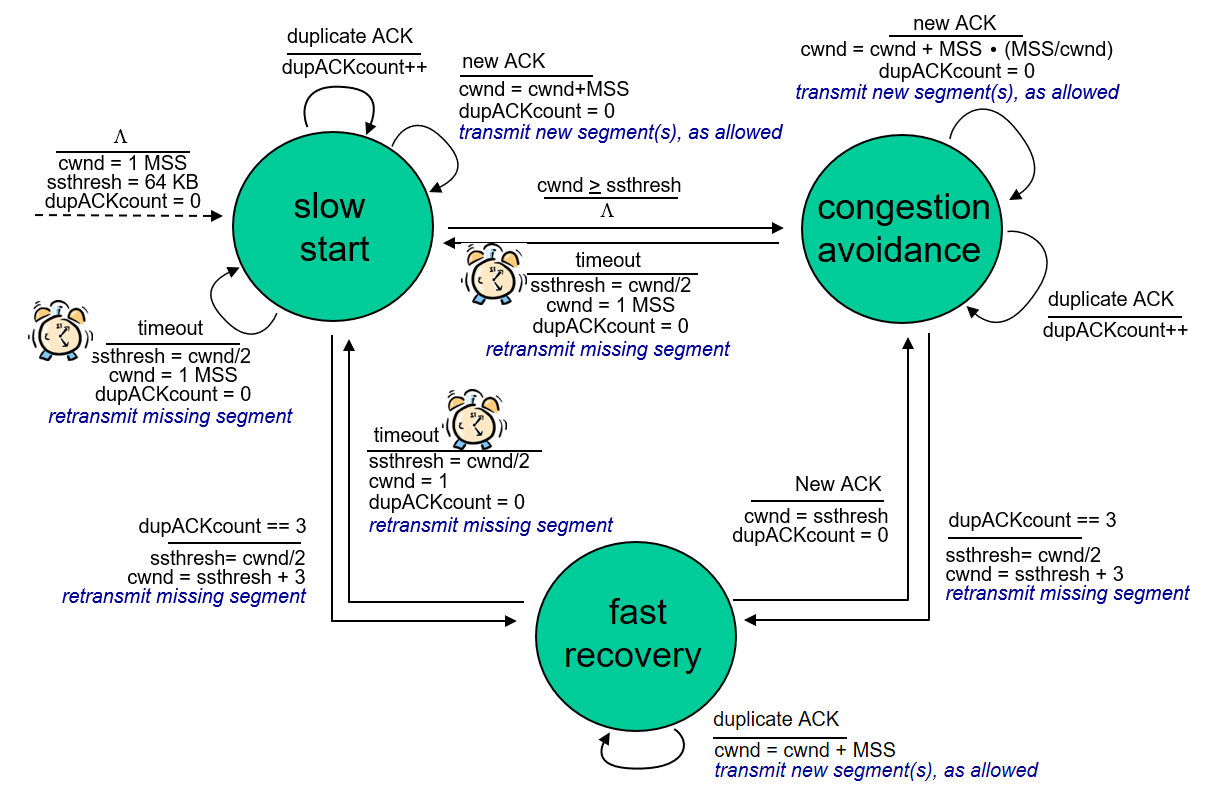 duplicate ACK
dupACKcount++
new ACK
cwnd = cwnd+MSS
dupACKcount = 0
transmit new segment(s), as allowed
new ACK
cwnd = cwnd + MSS • (MSS/cwnd)
dupACKcount = 0
transmit new segment(s), as allowed
Λ
cwnd = 1 MSS
ssthresh = 64 KB
dupACKcount = 0
slow
start
cwnd ≥ ssthresh
Λ
congestion
avoidance
timeout
ssthresh = cwnd/2
cwnd = 1 MSS
dupACKcount = 0
retransmit missing segment
timeout
ssthresh = cwnd/2
cwnd = 1 MSS
dupACKcount = 0
retransmit missing segment
duplicate ACK
dupACKcount++
timeout
ssthresh = cwnd/2
cwnd = 1
dupACKcount = 0
retransmit missing segment
New ACK
cwnd = ssthresh
dupACKcount = 0
dupACKcount == 3
ssthresh= cwnd/2
cwnd = ssthresh + 3
retransmit missing segment
dupACKcount == 3
ssthresh= cwnd/2
cwnd = ssthresh + 3
retransmit missing segment
fast
recovery
duplicate ACK
cwnd = cwnd + MSS
transmit new segment(s), as allowed